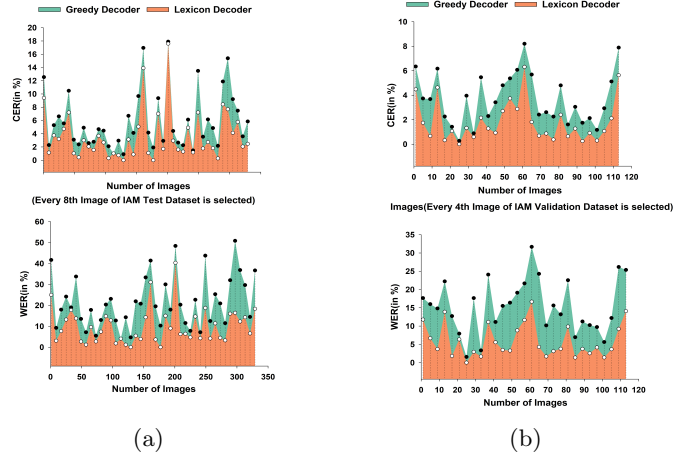 Greedy Decoder Lexicon Decoder
CER(in %)
20
18
16
14
12
10
8
6
4
2
0
Number of Images
(Every 8th Image of IAM Test Dataset is selected)
WER(in %)
60
50
40
30
20
10
0
0 50 100 150 200 250 300 350
Number of Images
(a)
Greedy Decoder Lexicon Decoder
CER(in %)
10
8
6
4
2
0
0 10 20 30 40 50 60 70 80 90 100 110 120
Number of Images
Images(Every 4th Image of IAM Validation Dataset is selected)
WER(in %)
35
30
25
20
15
10
5
0
0 10 20 30 40 50 60 70 80 90 100 110 120
Number of Images
(b)